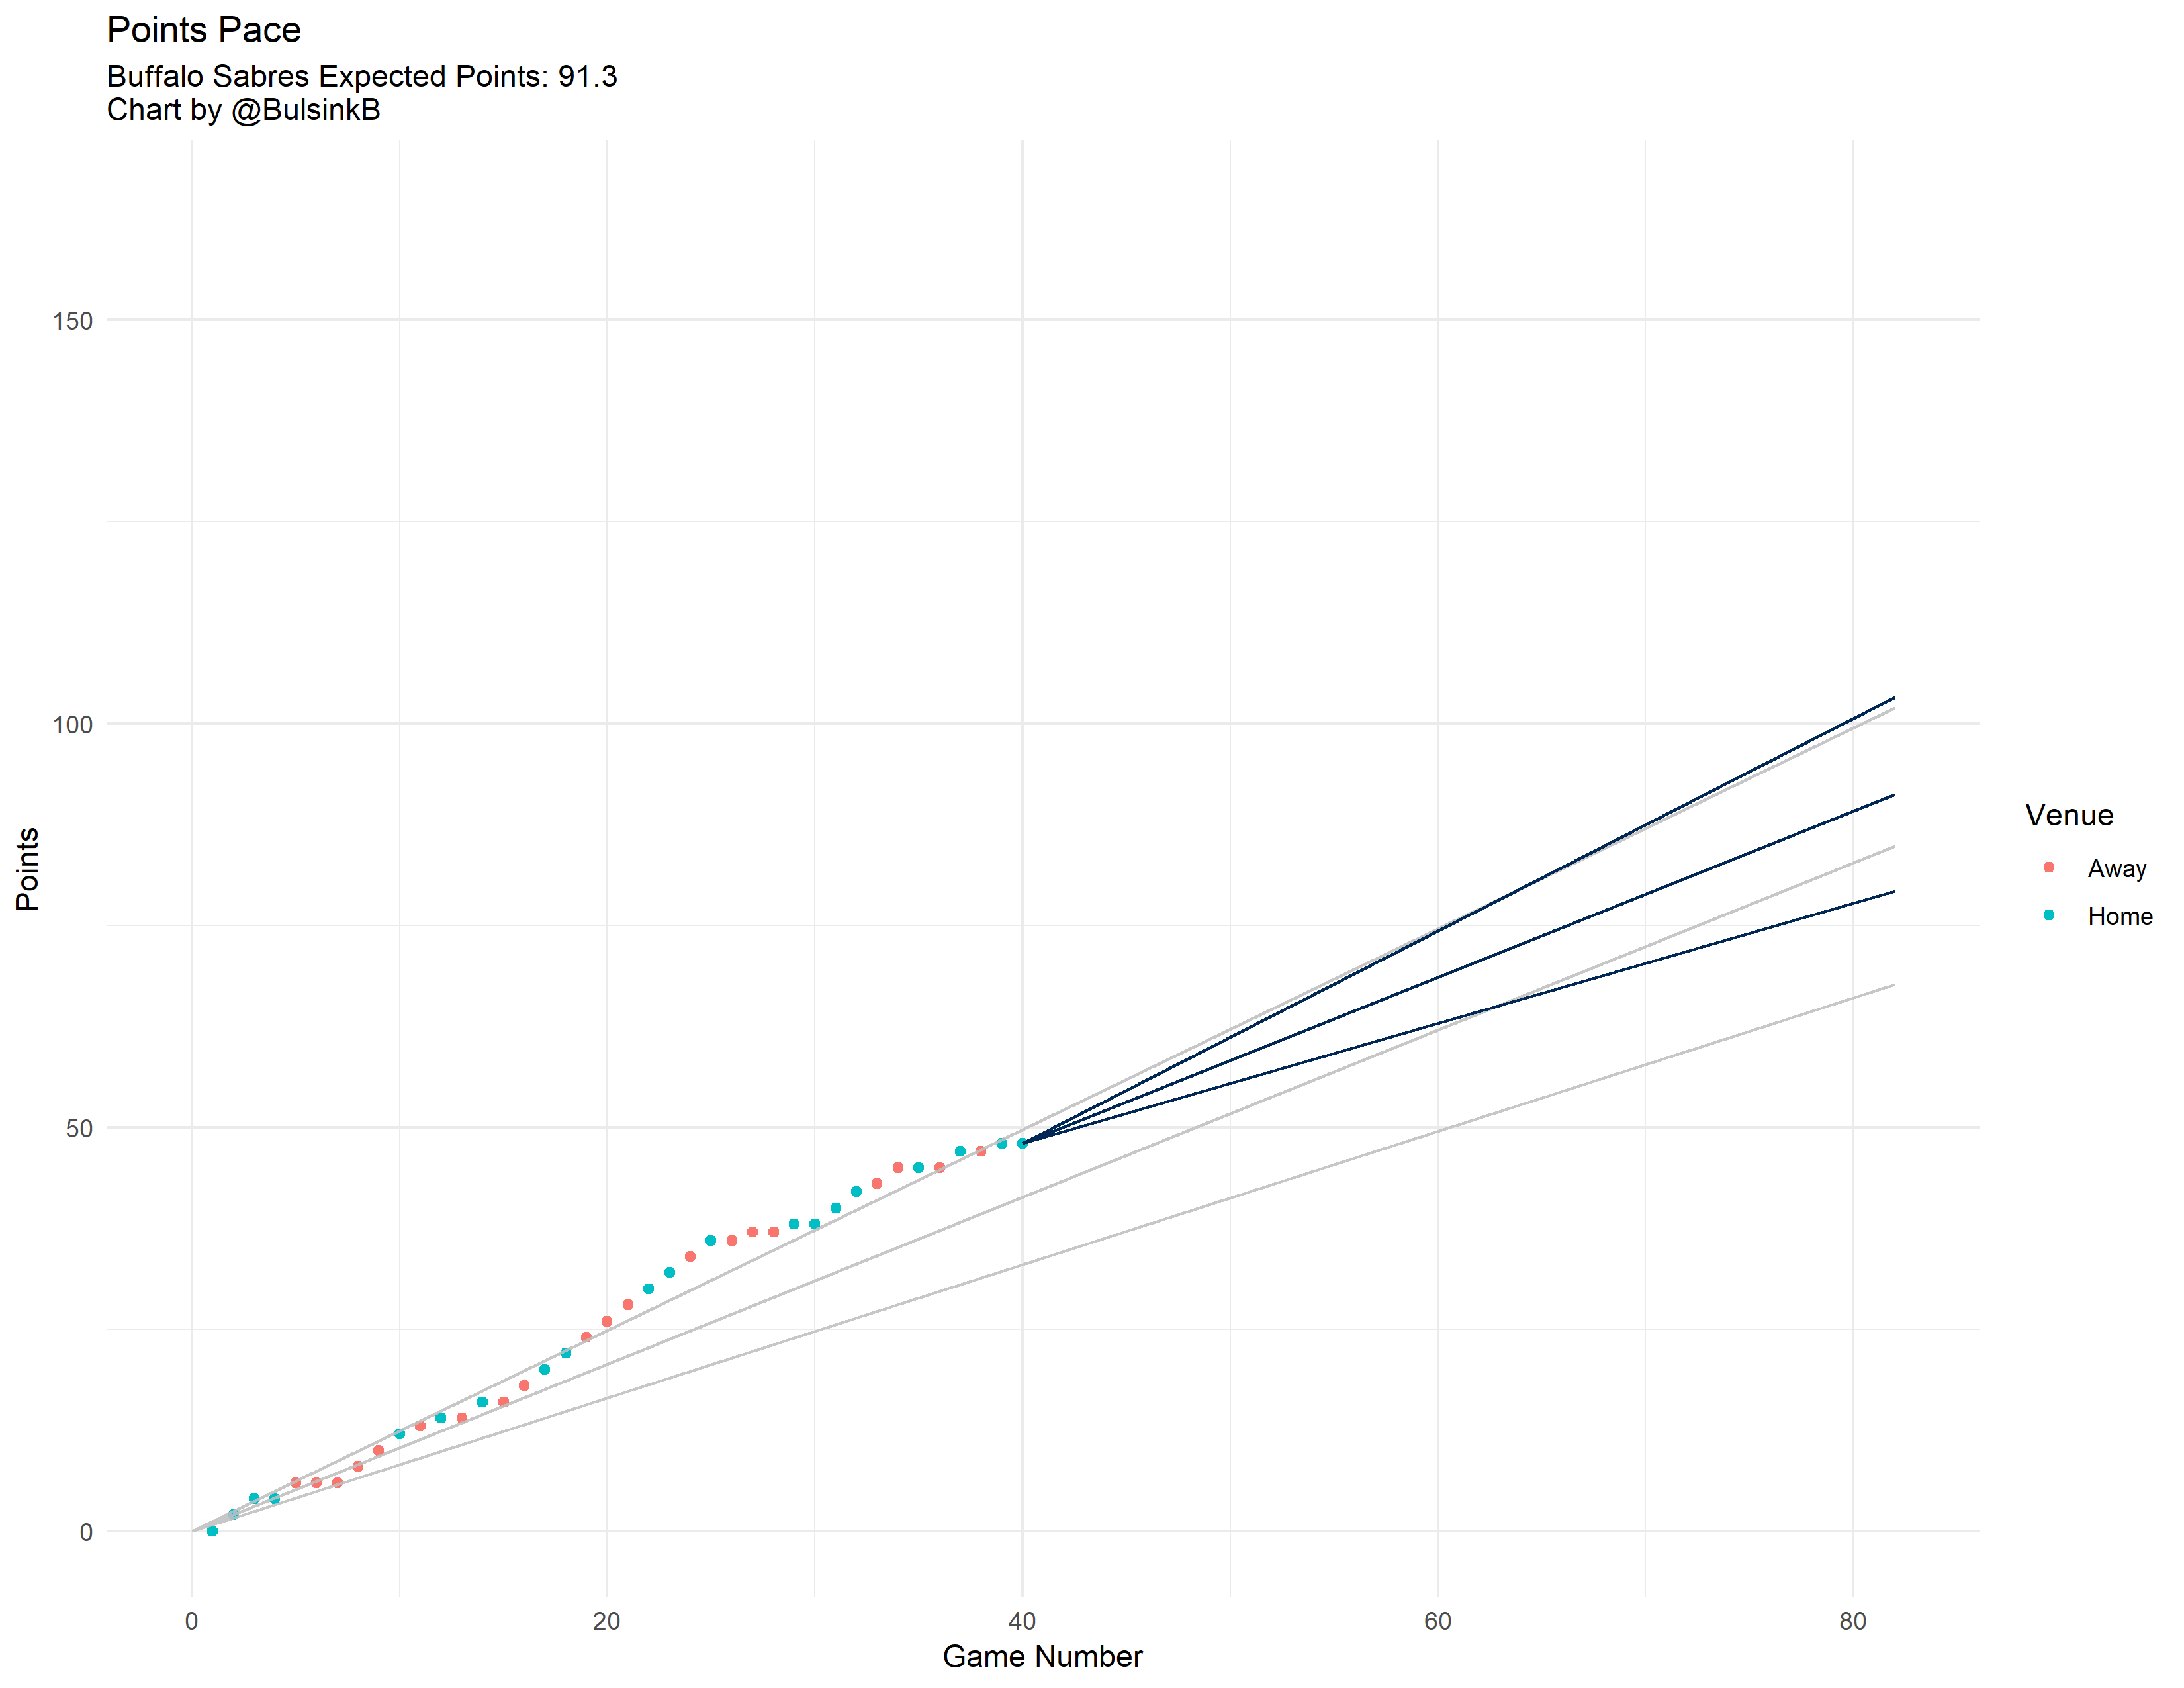 Points Pace
Buffalo Sabres Expected Points: 91.3
Chart by @BulsinkB
150
100
50
0
Points
0 20 40 60 80
Game Number
Venue
Away
Home